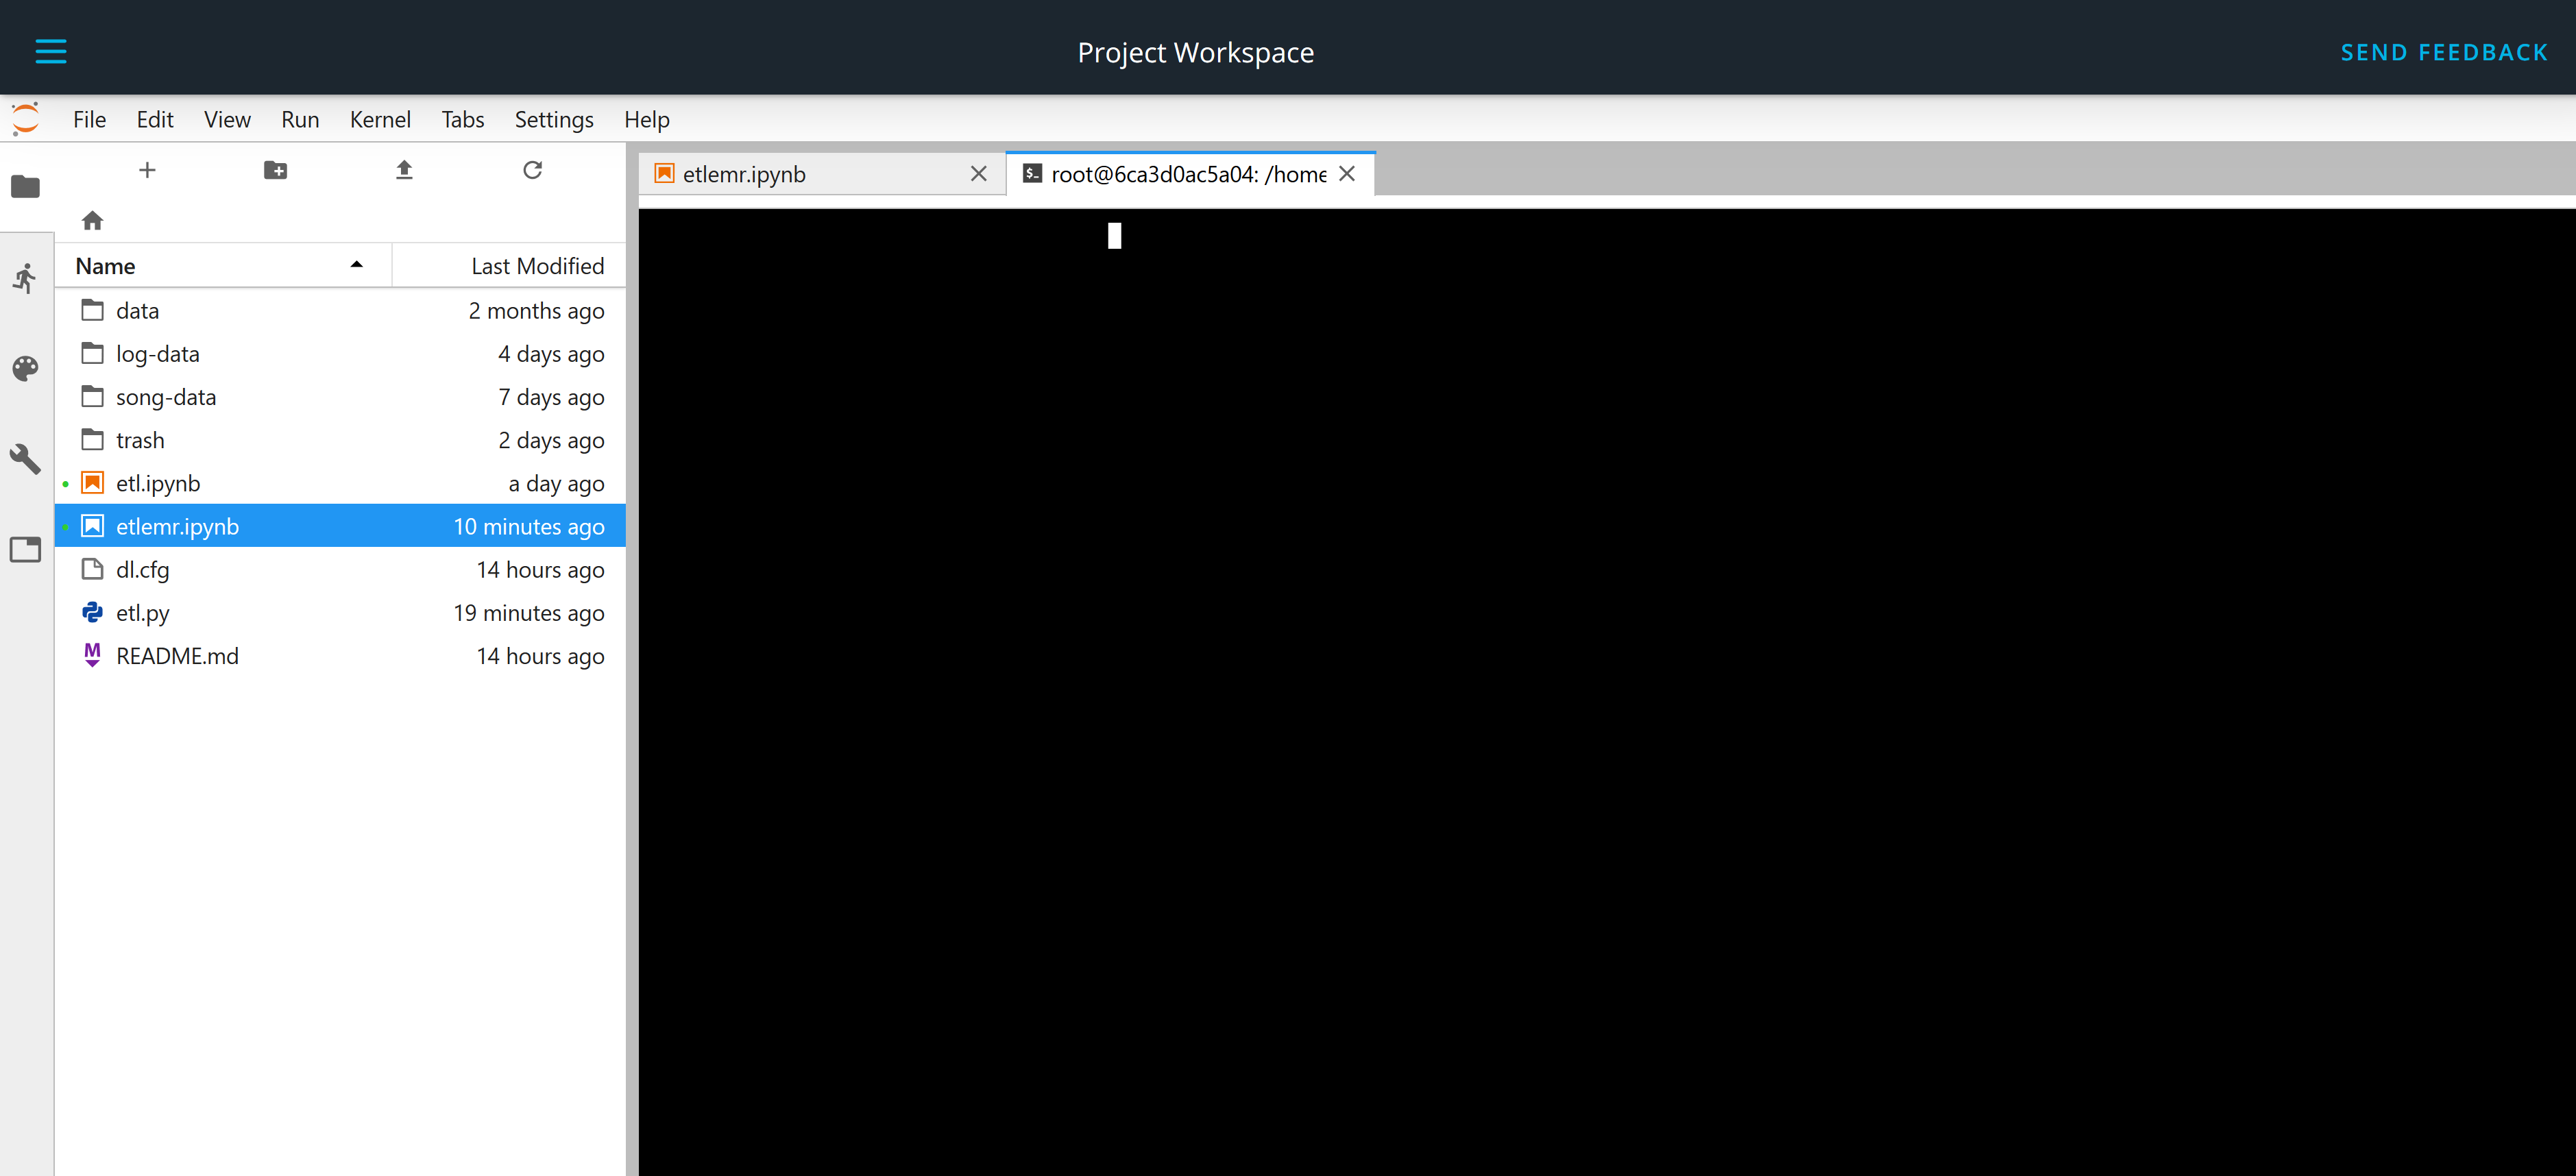 Project Workspace
SEND FEEDBACK
File Edit View Run Kernel Tabs Settings Help
etlemr.ipynb
$_ root@6ca3d0ac5a04: /home
Name Last Modified
data 2 months ago
log-data 4 days ago
song-data 7 days ago
trash 2 days ago
etl.ipynb a day ago
etlemr.ipynb 10 minutes ago
dl.cfg 14 hours ago
etl.py 19 minutes ago
M README.md 14 hours ago